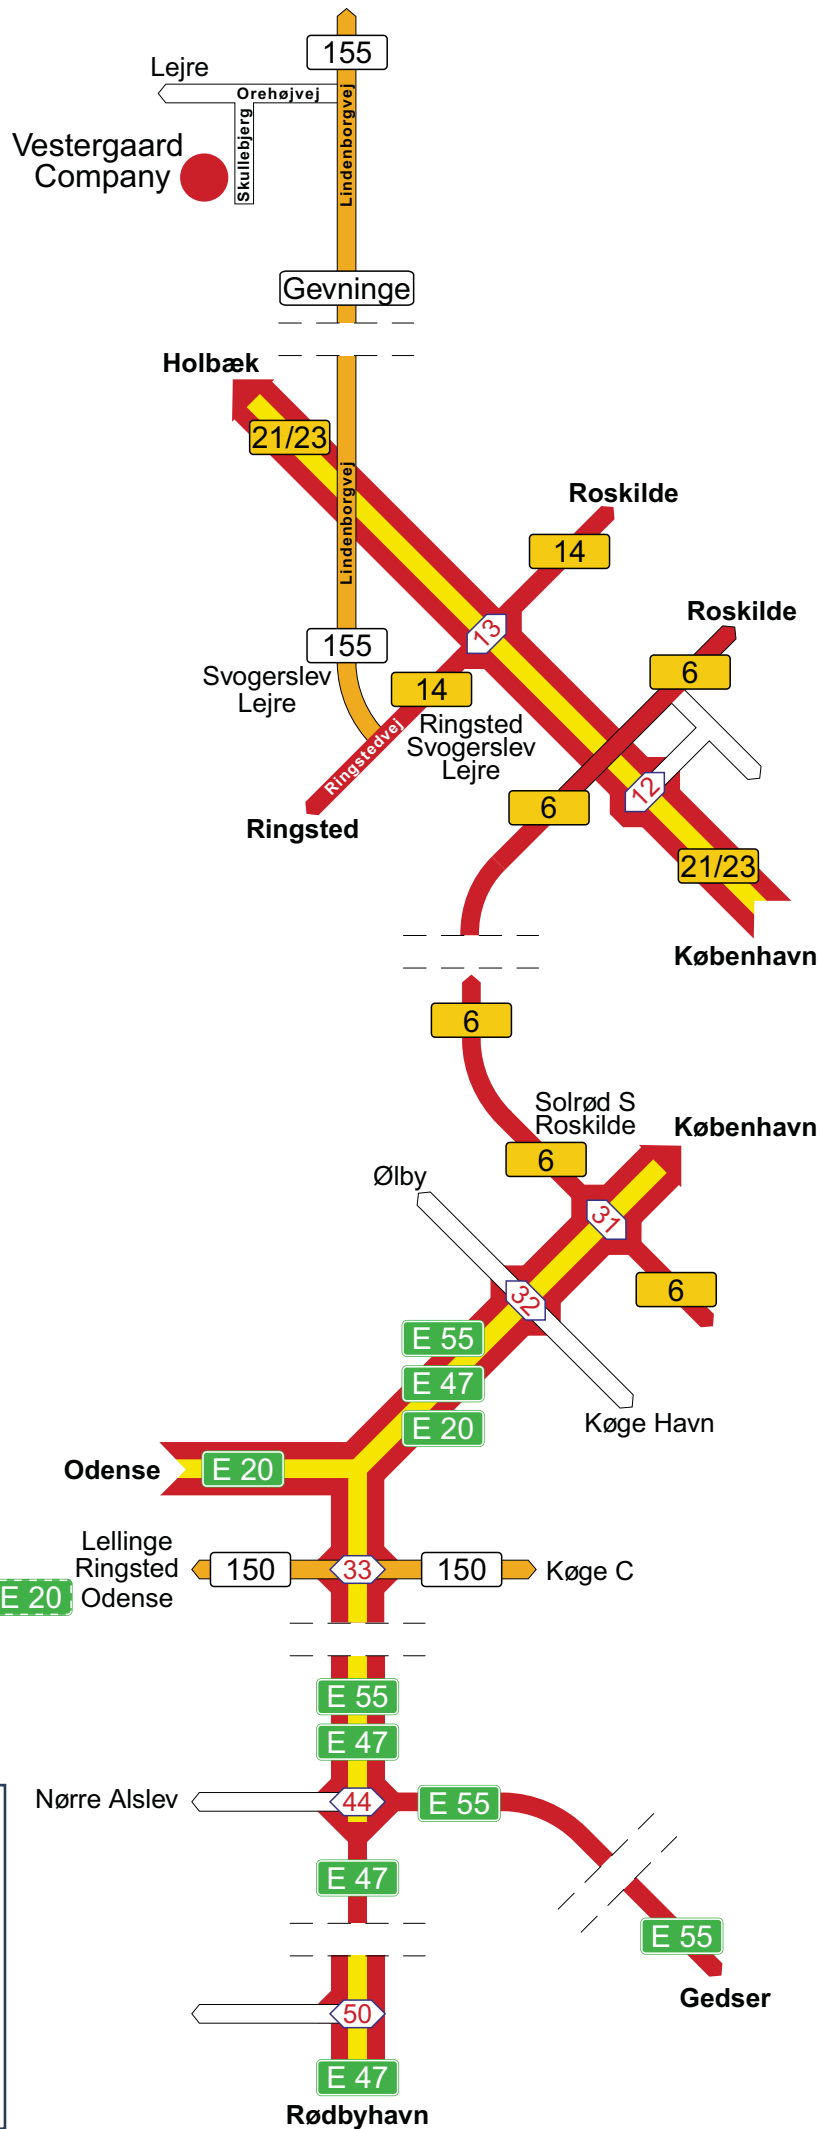 155
Lejre
Orehøjvej
Lindenborgvej
Skullebjerg
Vestergaard
Company
Gevninge
Holbæk
21/23
Lindenborgvej
Roskilde
14
13
Roskilde
6
155
Svogerslev
Lejre
14
Ringstedvej
Ringsted
Svogerslev
Lejre
Ringsted
12
6
21/23
København
6
Solrød S
Roskilde
København
6
Ølby
31
6
32
E 55
E 47
E 20
Køge Havn
Odense
E 20
Lellinge
Ringsted
E 20 Odense
150
33
150
Køge C
E 55
E 47
Nørre Alslev
44
E 55
E 47
E 55
Gedser
50
E 47
Rødbyhavn